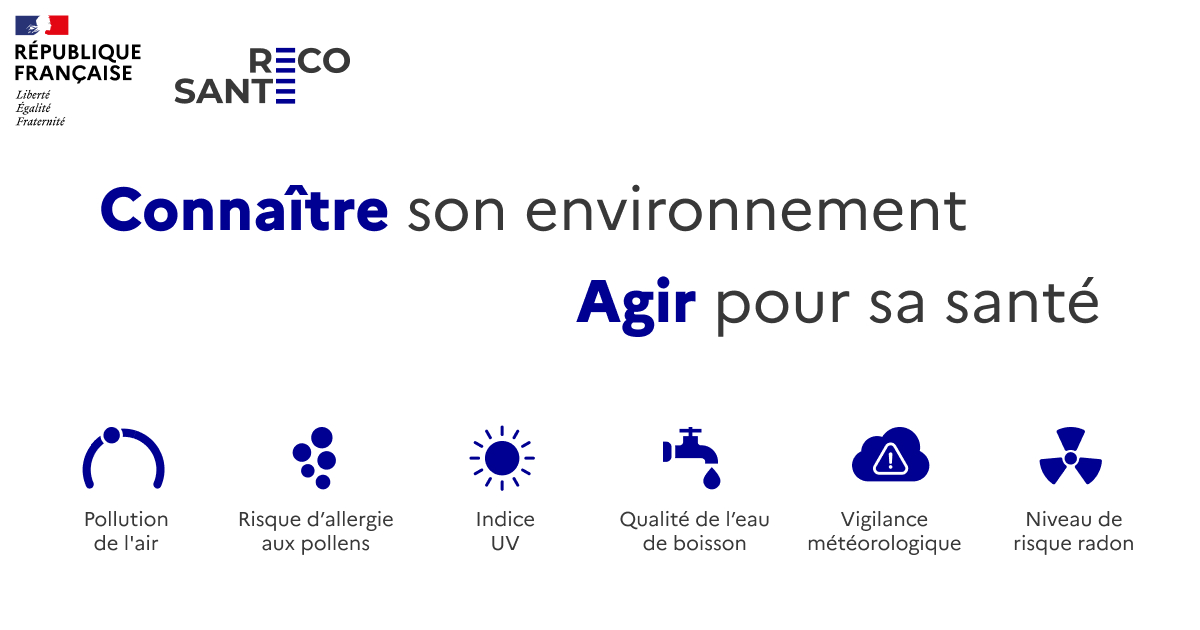 RÉPUBLIQUE
FRANÇAISE
Liberté
Égalité
Fraternité
RECO
SANTE
Connaître son environnement
Agir pour sa santé
Pollution
de l'air
Risque d’allergie
aux pollens
Indice
UV
Qualité de l’eau
de boisson
Vigilance
météorologique
Niveau de
risque radon